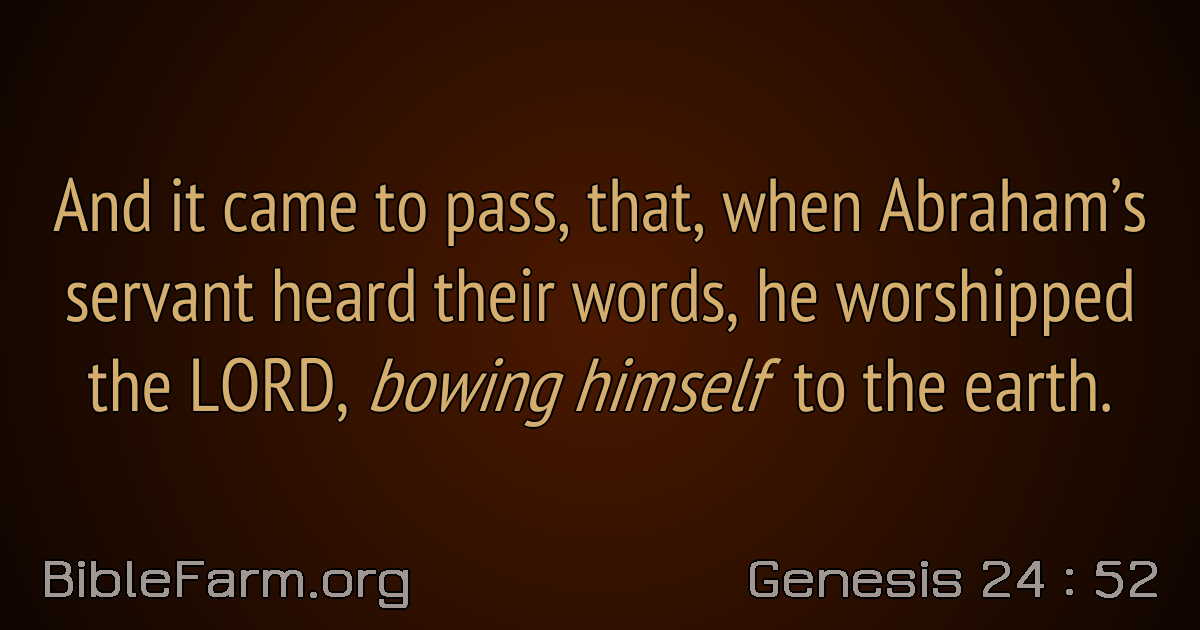 And it came to pass, that, when Abraham’s
servant heard their words, he worshipped
the LORD, bowing himself to the earth.
BibleFarm.org
Genesis 24 : 52